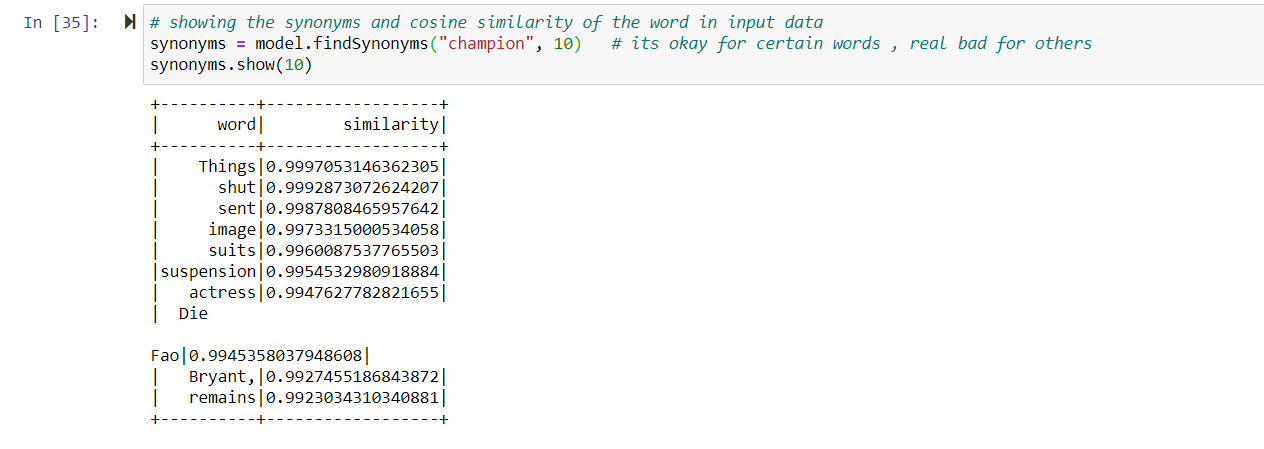 In [35]:
# showing the synonyms and cosine similarity of the word in input data
synonyms = model.findSynonyms("champion", 10)   # its okay for certain words , real bad for others
synonyms.show(10)
+----------+------------------+
|      word|        similarity|
+----------+------------------+
|    Things|0.9997053146362305|
|      shut|0.9992873072624207|
|      sent|0.9987808465957642|
|     image|0.9973315000534058|
|     suits|0.9960087537765503|
|suspension|0.9954532980918884|
|   actress|0.9947627782821655|
|  Die
Fao|0.9945358037948608|
|   Bryant,|0.9927455186843872|
|   remains|0.9923034310340881|
+----------+------------------+